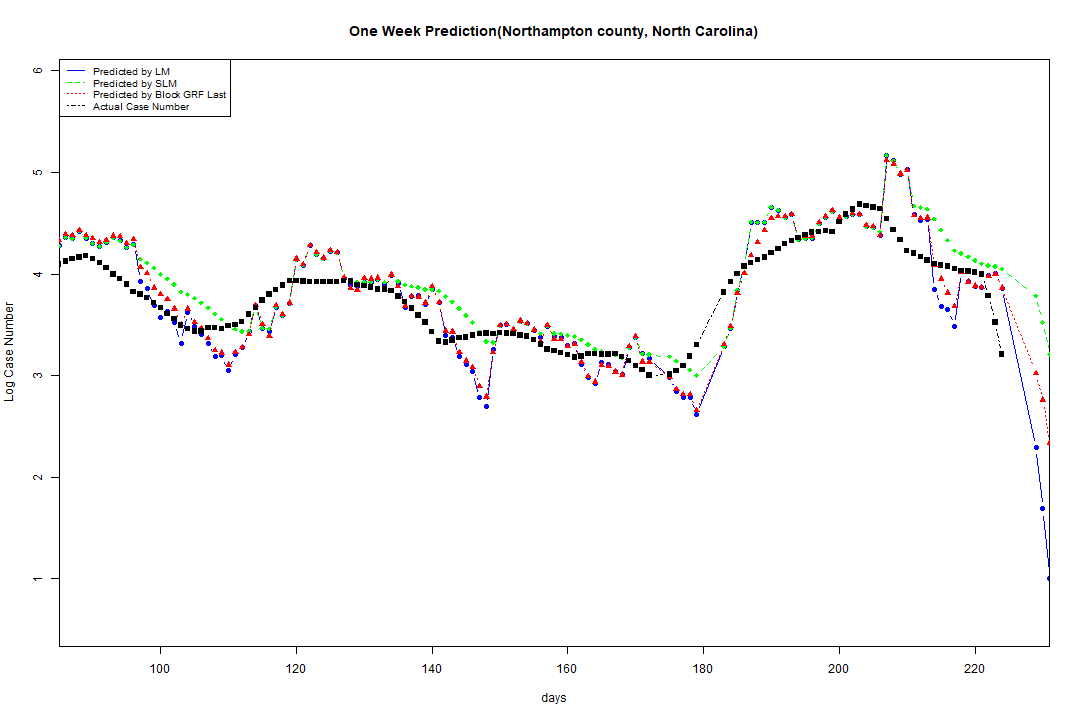 One Week Prediction(Northampton county, North Carolina)
Predicted by LM
Predicted by SLM
Predicted by Block GRF Last
Actual Case Number
Log Case Number
6
5
4
3
2
1
100 120 140 160 180 200 220
days